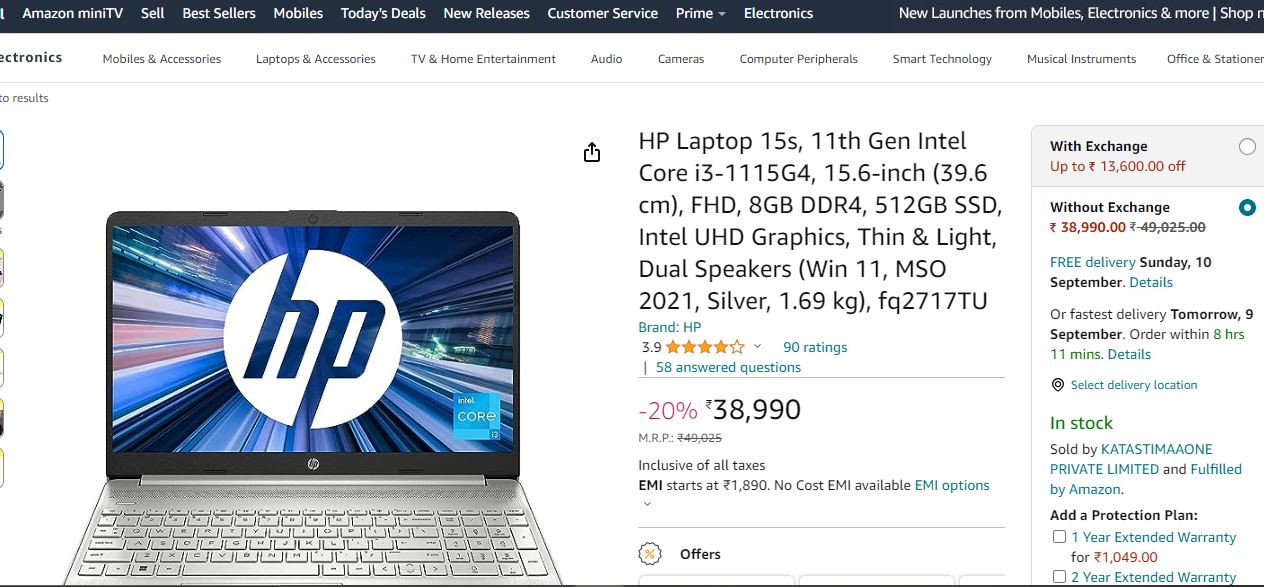 Amazon miniTV Sell Best Sellers Mobiles Today's Deals New Releases Customer Service Prime Electronics New Launches from Mobiles, Electronics & more | Shop
ectronics Mobiles & Accessories Laptops & Accessories TV & Home Entertainment Audio Cameras Computer Peripherals Smart Technology Musical Instruments Office & Stationer
to results
HP Laptop 15s, 11th Gen Intel
Core i3-1115G4, 15.6-inch (39.6
cm), FHD, 8GB DDR4, 512GB SSD,
Intel UHD Graphics, Thin & Light,
Dual Speakers (Win 11, MSO
2021, Silver, 1.69 kg), fq2717TU
Brand: HP
3.9 90 ratings
| 58 answered questions
-20% ₹38,990
M.R.P.: ₹49,025
Inclusive of all taxes
EMI starts at ₹1,890. No Cost EMI available EMI options
Offers
hp
intel.
CORE
i3
hp
With Exchange
Up to ₹ 13,600.00 off
Without Exchange
₹ 38,990.00 ₹ 49,025.00
FREE delivery Sunday, 10
September. Details
Or fastest delivery Tomorrow, 9
September. Order within 8 hrs
11 mins. Details
Select delivery location
In stock
Sold by KATASTIMAAONE
PRIVATE LIMITED and Fulfilled
by Amazon.
Add a Protection Plan:
1 Year Extended Warranty
for ₹1,049.00
2 Year Extended Warranty